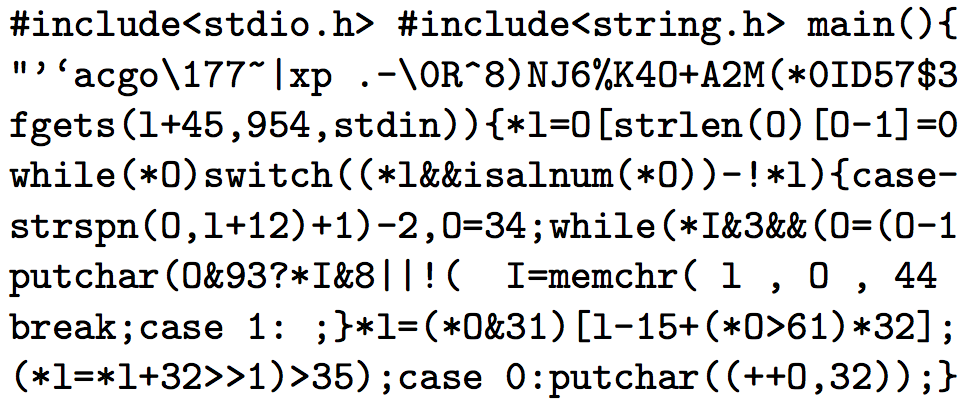 #include<stdio.h> #include<string.h> main(){
"’‘acgo\177~|xp .-\0R^8)NJ6%K4O+A2M(*0ID57$3
fgets(l+45,954,stdin)){*l=O[strlen(O)[O-1]=0
while(*O)switch((*l&&isalnum(*O))-!*l){case-
strspn(O,l+12)+1)-2,O=34;while(*I&3&&(O=(O-1
putchar(O&93?*I&8||!( I=memchr( l , O , 44
break;case 1: ;}*l=(*O&31)[l-15+(*O>61)*32];
(*l=*l+32>>1)>35);case 0:putchar((++O,32));}